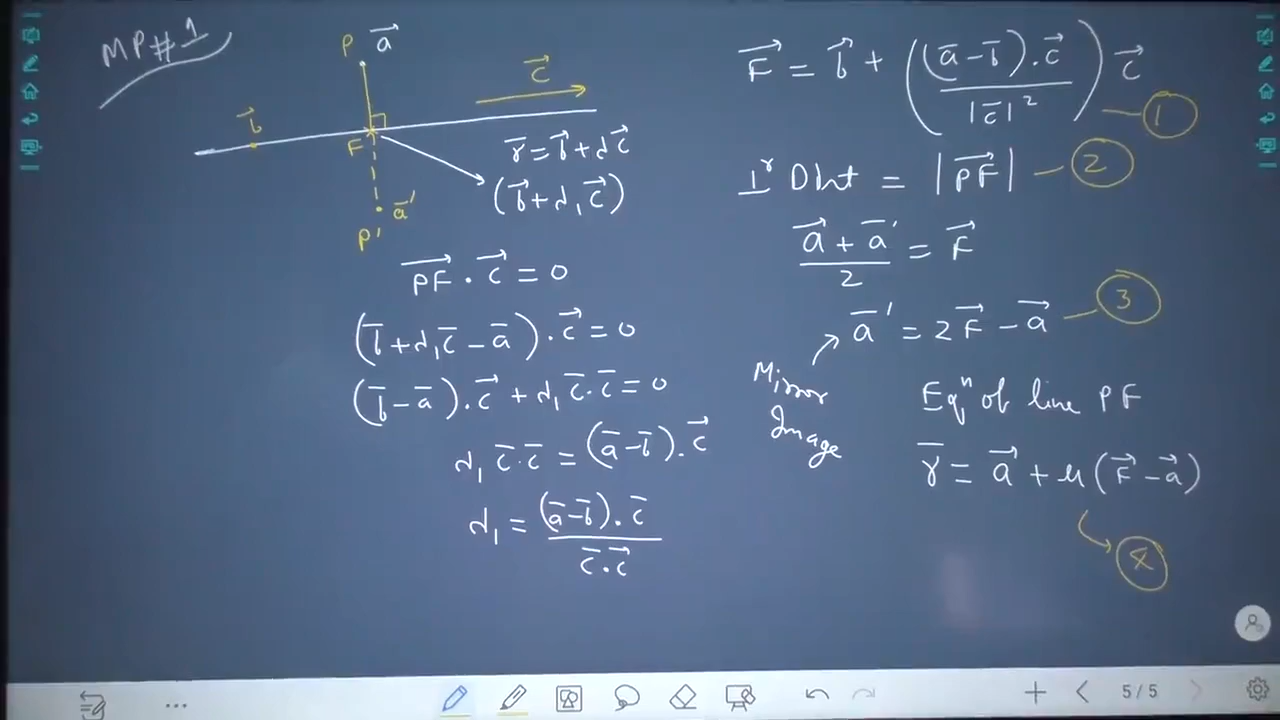 MP#1
P a⃗
c⃗
b⃗
F
r̄ = b̄ + λc⃗
(b⃗ + λ₁c⃗)
ā'
P'
PF⃗ . c⃗ = 0
(b̄ + λ₁c̄ - ā) . c⃗ = 0
(b̄ - ā) . c⃗ + λ₁ c̄.c̄ = 0
λ₁ c̄.c̄ = (ā - b̄) . c⃗
λ₁ = (ā - b̄) . c̄ / c̄.c⃗
F⃗ = b⃗ + ((ā - b̄) . c⃗ / |c̄|²) c⃗ — 1
⊥ʳ Dist = |PF⃗| — 2
(a⃗ + ā') / 2 = F⃗
ā' = 2F⃗ - a⃗ — 3
Mirror
Image
Eqⁿ of line PF
r̄ = a⃗ + μ(F⃗ - a⃗)
4
5 / 5